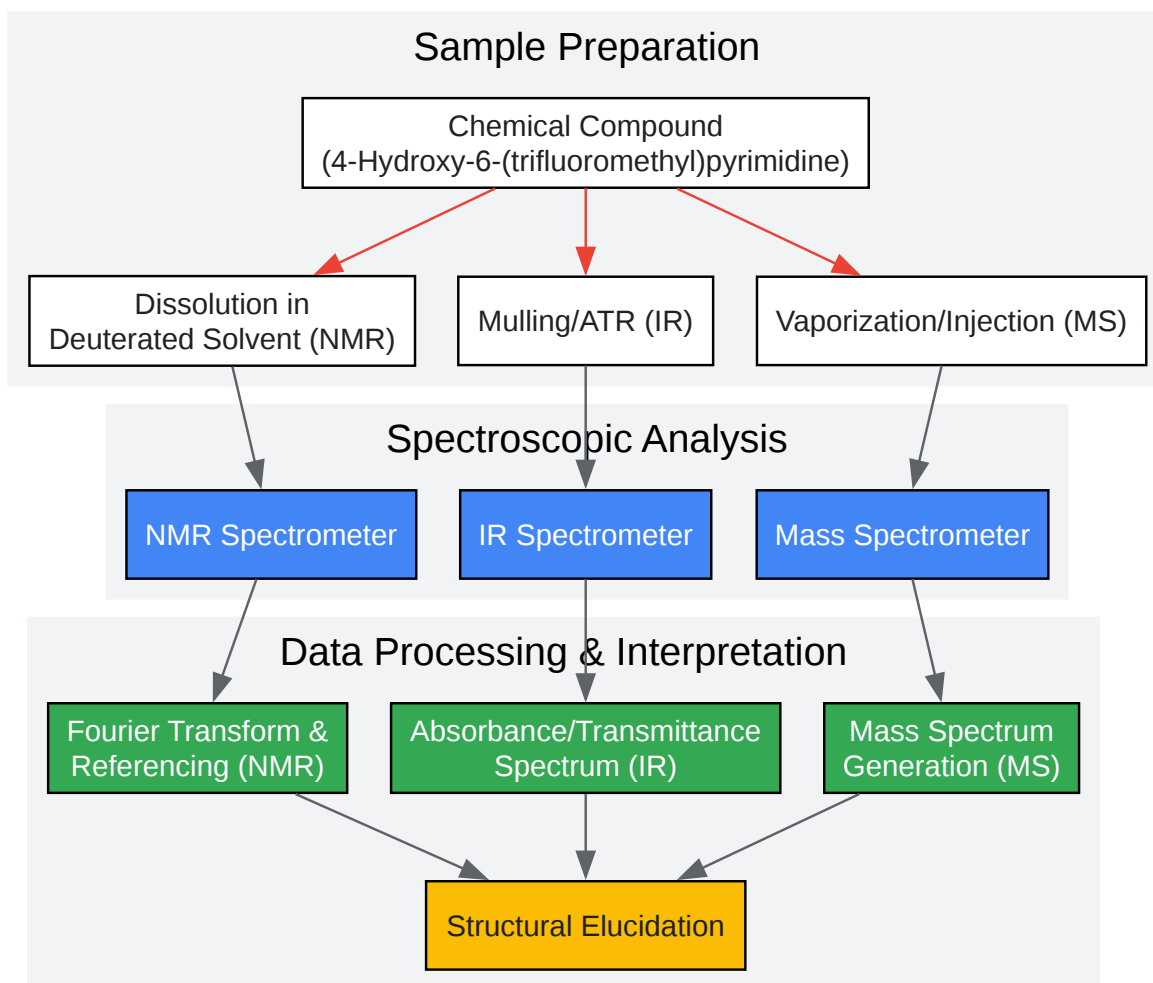 Sample Preparation
Chemical Compound
(4-Hydroxy-6-(trifluoromethyl)pyrimidine)
Dissolution in
Deuterated Solvent (NMR)
Mulling/ATR (IR)
Vaporization/Injection (MS)
Spectroscopic Analysis
NMR Spectrometer
IR Spectrometer
Mass Spectrometer
Data Processing & Interpretation
Fourier Transform &
Referencing (NMR)
Absorbance/Transmittance
Spectrum (IR)
Mass Spectrum
Generation (MS)
Structural Elucidation